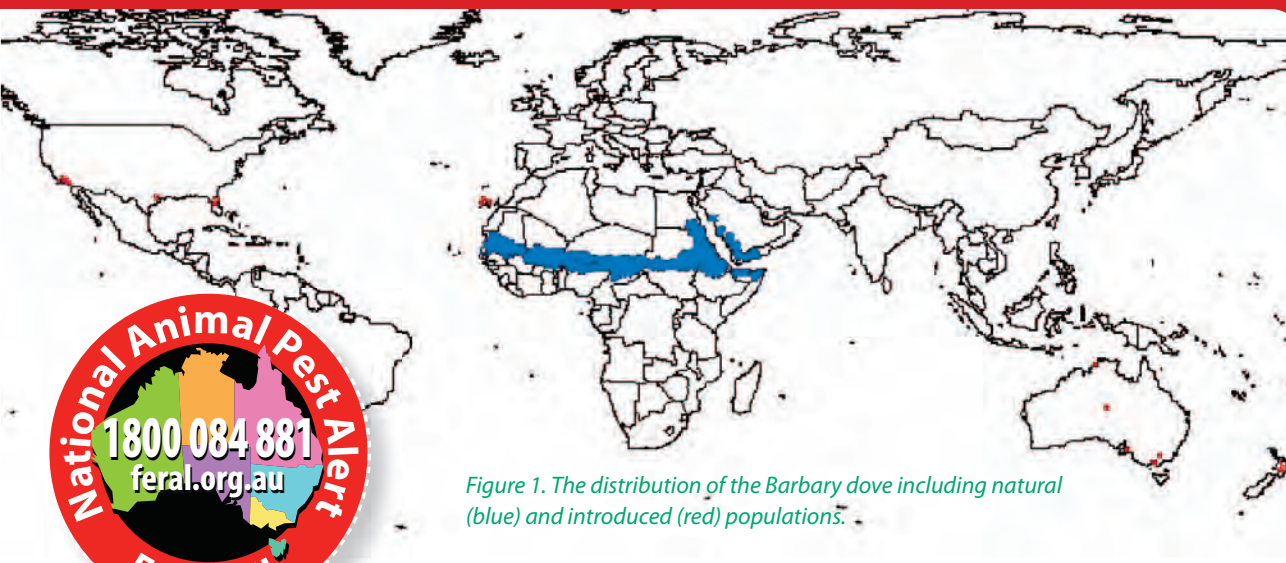 National Animal Pest Alert
1800 084 881
feral.org.au
Figure 1. The distribution of the Barbary dove including natural
(blue) and introduced (red) populations.